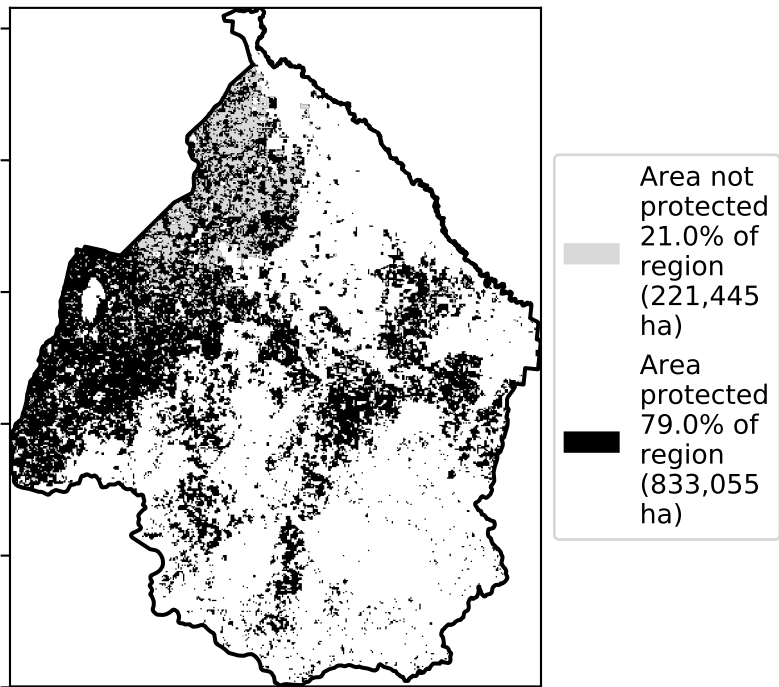 Area not
protected
21.0% of
region
(221,445
ha)
Area
protected
79.0% of
region
(833,055
ha)